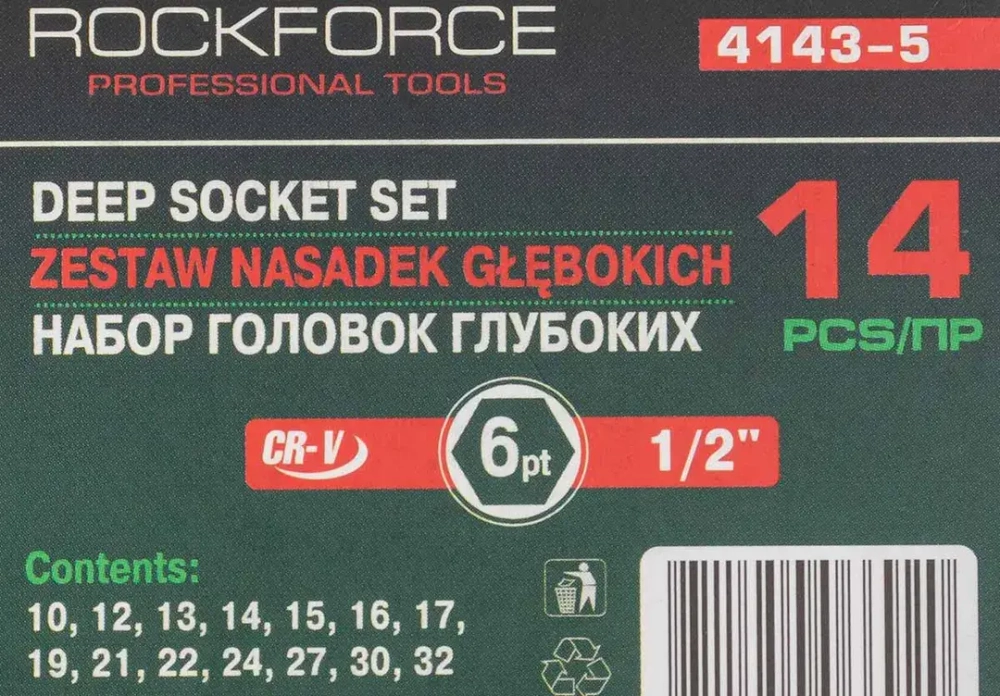 ROCKFORCE
PROFESSIONAL TOOLS
4143-5
DEEP SOCKET SET
ZESTAW NASADEK GŁĘBOKICH
НАБОР ГОЛОВОК ГЛУБОКИХ
14
PCS/ПР
CR-V
6pt
1/2"
Contents:
10, 12, 13, 14, 15, 16, 17,
19, 21, 22, 24, 27, 30, 32